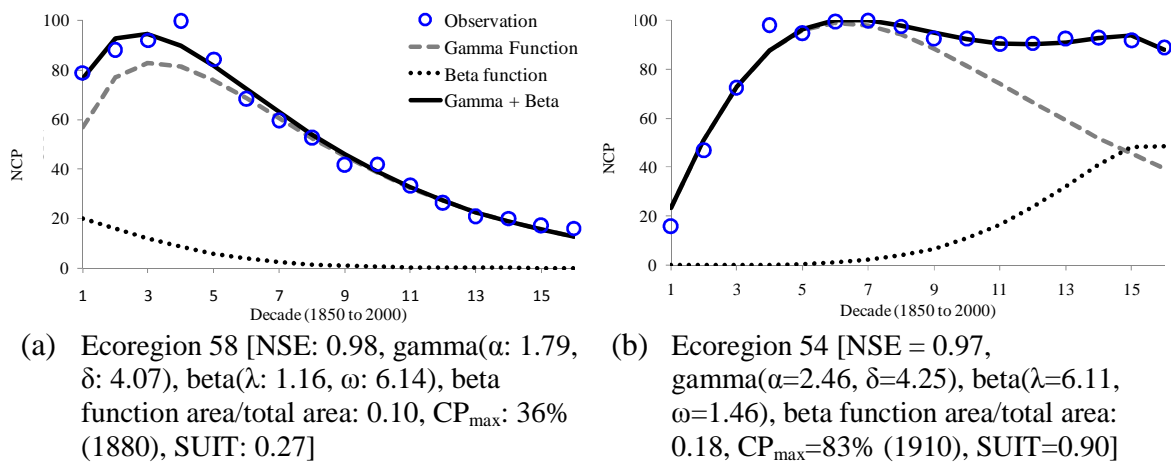 100
80
60
40
20
0
NCP
1
3
5
7
9
11
13
15
Decade (1850 to 2000)
Observation
Gamma Function
Beta function
Gamma + Beta
(a) Ecoregion 58 [NSE: 0.98, gamma(α: 1.79,
δ: 4.07), beta(λ: 1.16, ω: 6.14), beta
function area/total area: 0.10, CPmax: 36%
(1880), SUIT: 0.27]
100
80
60
40
20
0
NCP
1
3
5
7
9
11
13
15
Decade (1850 to 2000)
(b) Ecoregion 54 [NSE = 0.97,
gamma(α=2.46, δ=4.25), beta(λ=6.11,
ω=1.46), beta function area/total area:
0.18, CPmax=83% (1910), SUIT=0.90]